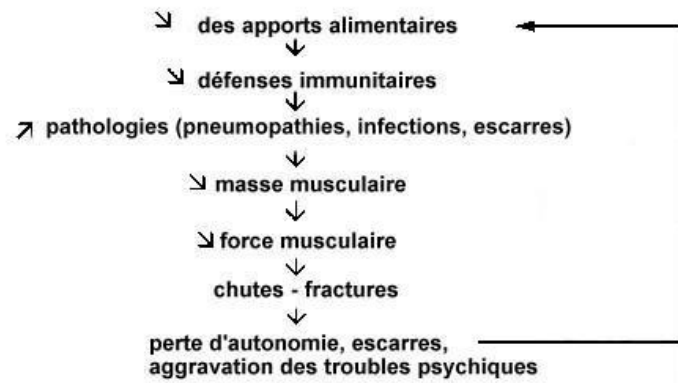 ↘ des apports alimentaires
↘ défenses immunitaires
↗ pathologies (pneumopathies, infections, escarres)
↘ masse musculaire
↘ force musculaire
chutes - fractures
perte d'autonomie, escarres,
aggravation des troubles psychiques